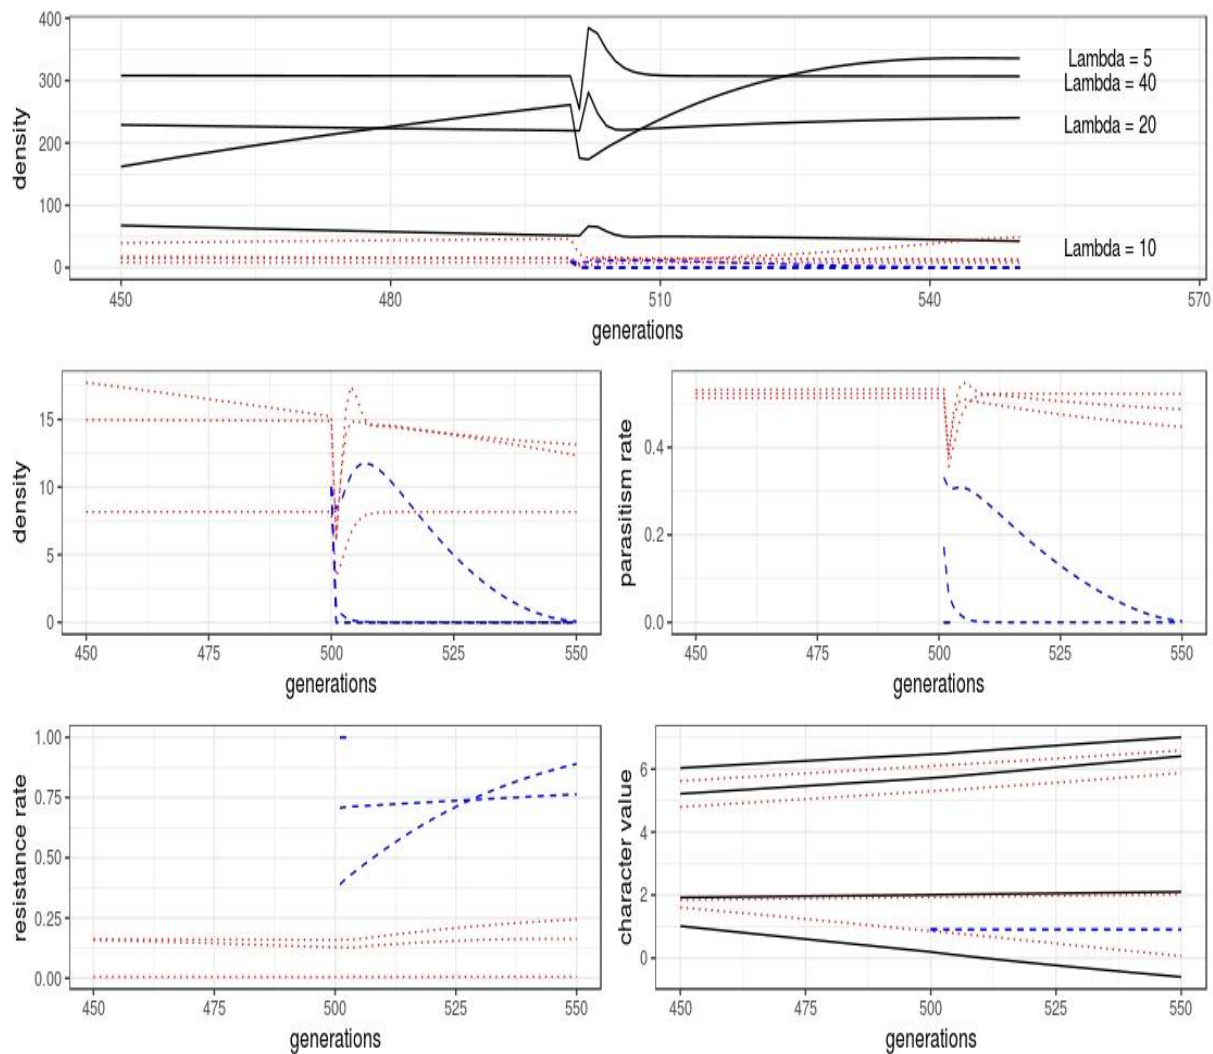 400
300
200
100
0
density
Lambda = 5
Lambda = 40
Lambda = 20
Lambda = 10
450 480 510 540 570
generations
15
10
5
0
density
450 475 500 525 550
generations
0.4
0.2
0.0
parasitism rate
450 475 500 525 550
generations
1.00
0.75
0.50
0.25
0.00
resistance rate
450 475 500 525 550
generations
6
4
2
0
character value
450 475 500 525 550
generations